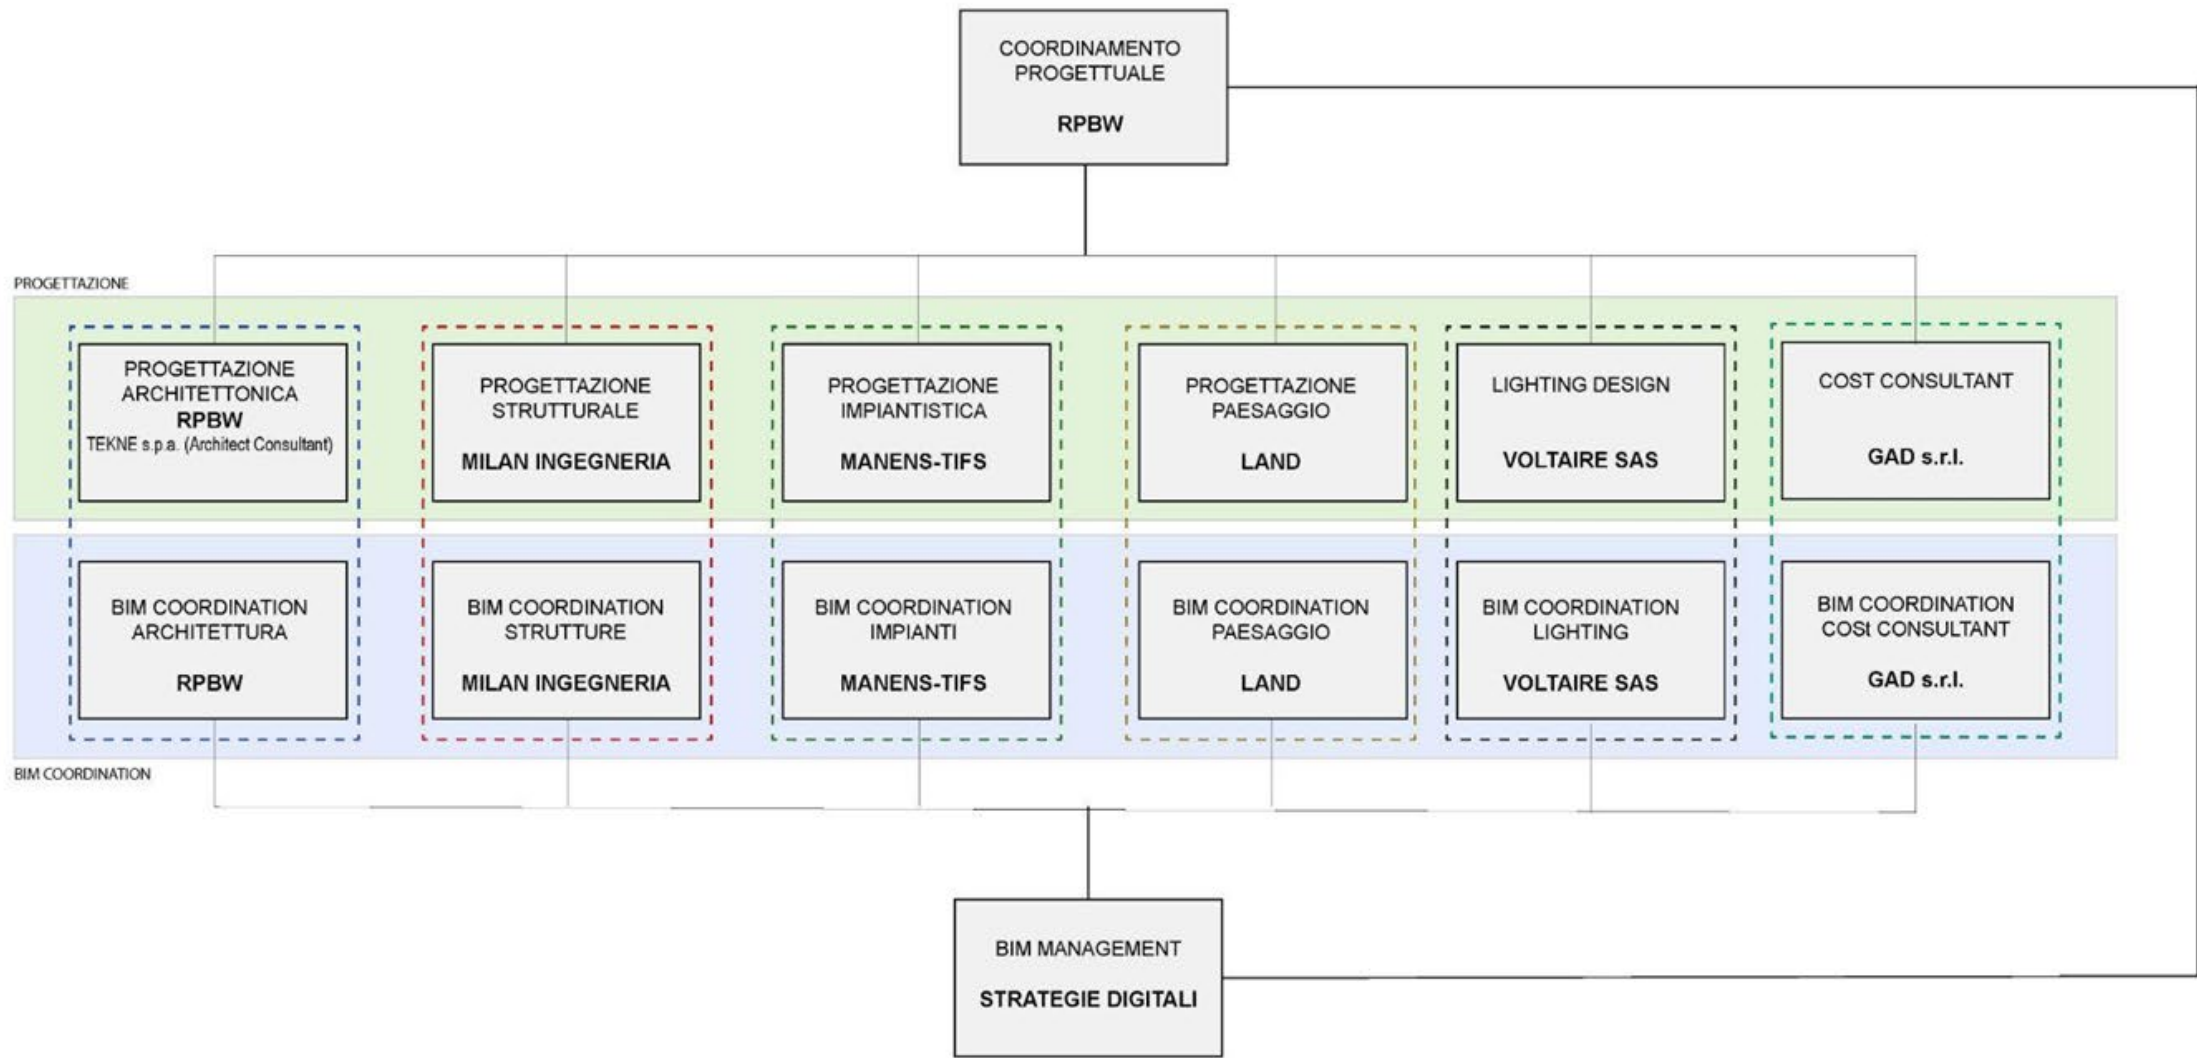 COORDINAMENTO
PROGETTUALE
RPBW
PROGETTAZIONE
PROGETTAZIONE
ARCHITETTONICA
RPBW
TEKNE s.p.a. (Architect Consultant)
PROGETTAZIONE
STRUTTURALE
MILAN INGEGNERIA
PROGETTAZIONE
IMPIANTISTICA
MANENS-TIFS
PROGETTAZIONE
PAESAGGIO
LAND
LIGHTING DESIGN
VOLTAIRE SAS
COST CONSULTANT
GAD s.r.l.
BIM COORDINATION
ARCHITETTURA
RPBW
BIM COORDINATION
STRUTTURE
MILAN INGEGNERIA
BIM COORDINATION
IMPIANTI
MANENS-TIFS
BIM COORDINATION
PAESAGGIO
LAND
BIM COORDINATION
LIGHTING
VOLTAIRE SAS
BIM COORDINATION
COSt CONSULTANT
GAD s.r.l.
BIM COORDINATION
BIM MANAGEMENT
STRATEGIE DIGITALI